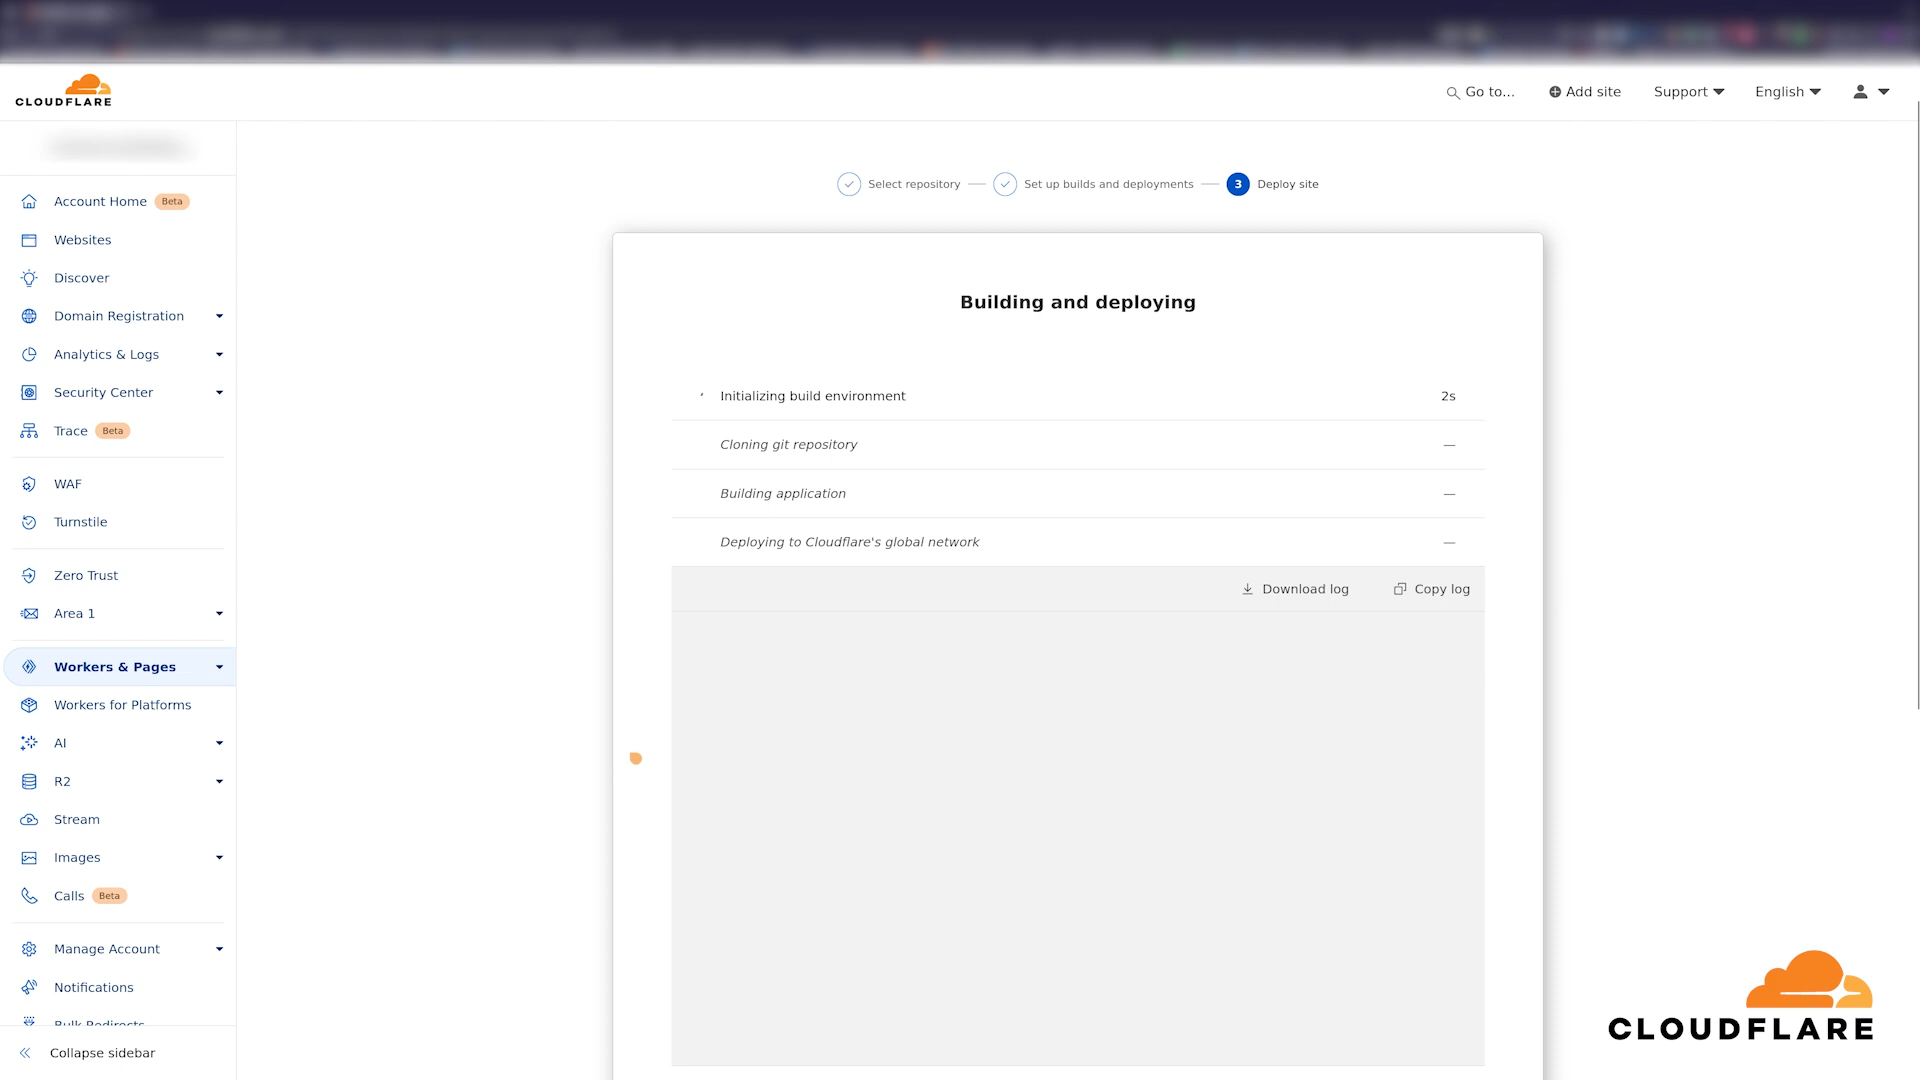 CLOUDFLARE
Go to...
Add site
Support
English
Account Home Beta
Websites
Discover
Domain Registration
Analytics & Logs
Security Center
Trace Beta
WAF
Turnstile
Zero Trust
Area 1
Workers & Pages
Workers for Platforms
AI
R2
Stream
Images
Calls Beta
Manage Account
Notifications
Bulk Redirects
Collapse sidebar
Select repository
Set up builds and deployments
3 Deploy site
Building and deploying
Initializing build environment 2s
Cloning git repository —
Building application —
Deploying to Cloudflare's global network —
Download log
Copy log
CLOUDFLARE